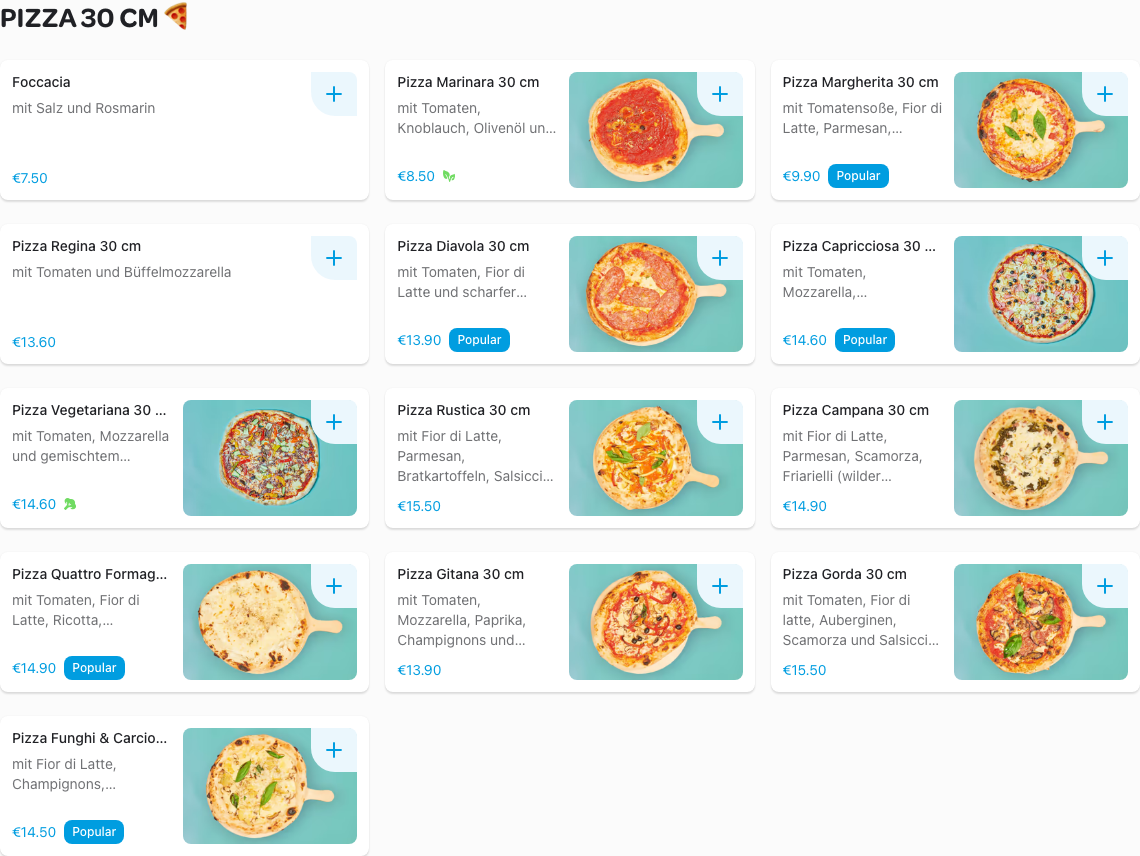 PIZZA 30 CM 🍕
Foccacia
mit Salz und Rosmarin
€7.50
Pizza Marinara 30 cm
mit Tomaten,
Knoblauch, Olivenöl un...
€8.50
Pizza Margherita 30 cm
mit Tomatensoße, Fior di
Latte, Parmesan,...
€9.90 Popular
Pizza Regina 30 cm
mit Tomaten und Büffelmozzarella
€13.60
Pizza Diavola 30 cm
mit Tomaten, Fior di
Latte und scharfer...
€13.90 Popular
Pizza Capricciosa 30 ...
mit Tomaten,
Mozzarella,...
€14.60 Popular
Pizza Vegetariana 30 ...
mit Tomaten, Mozzarella
und gemischtem...
€14.60
Pizza Rustica 30 cm
mit Fior di Latte,
Parmesan,
Bratkartoffeln, Salsicci...
€15.50
Pizza Campana 30 cm
mit Fior di Latte,
Parmesan, Scamorza,
Friarielli (wilder...
€14.90
Pizza Quattro Formag...
mit Tomaten, Fior di
Latte, Ricotta,...
€14.90 Popular
Pizza Gitana 30 cm
mit Tomaten,
Mozzarella, Paprika,
Champignons und...
€13.90
Pizza Gorda 30 cm
mit Tomaten, Fior di
latte, Auberginen,
Scamorza und Salsicci...
€15.50
Pizza Funghi & Carcio...
mit Fior di Latte,
Champignons,...
€14.50 Popular